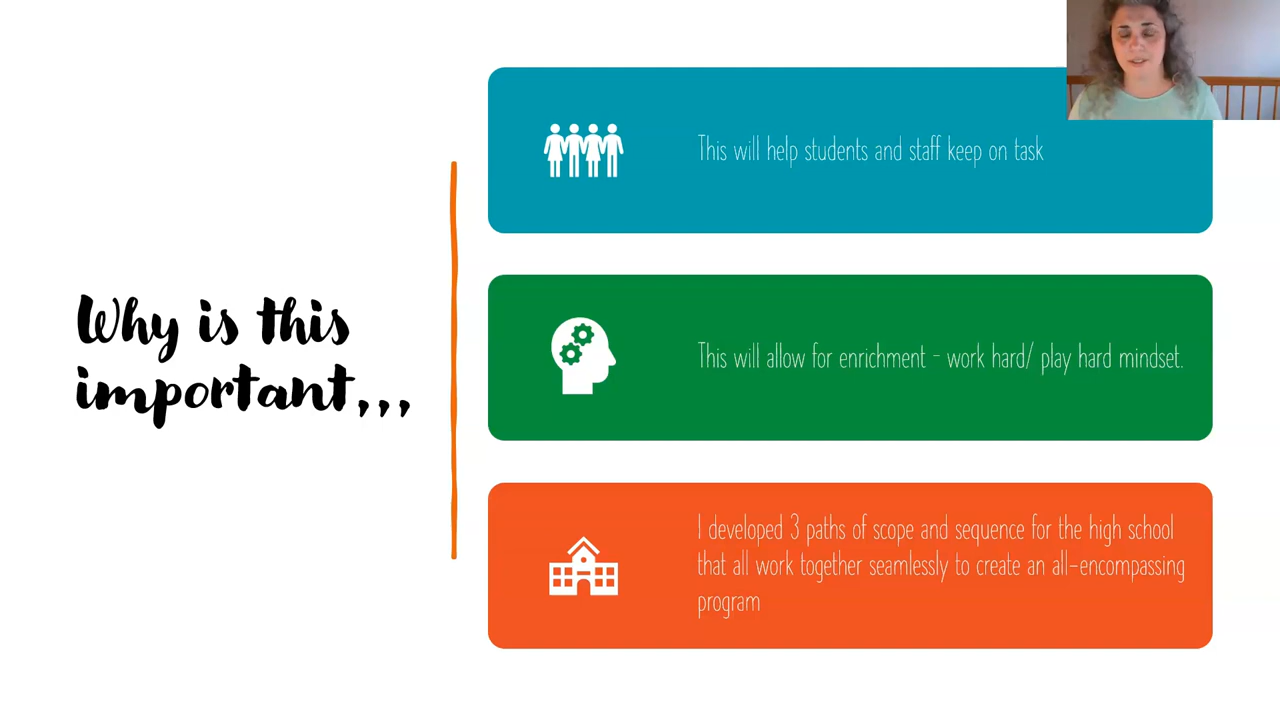 Why is this
important,,,
This will help students and staff keep on task
This will allow for enrichment - work hard/ play hard mindset.
I developed 3 paths of scope and sequence for the high school
that all work together seamlessly to create an all-encompassing
program